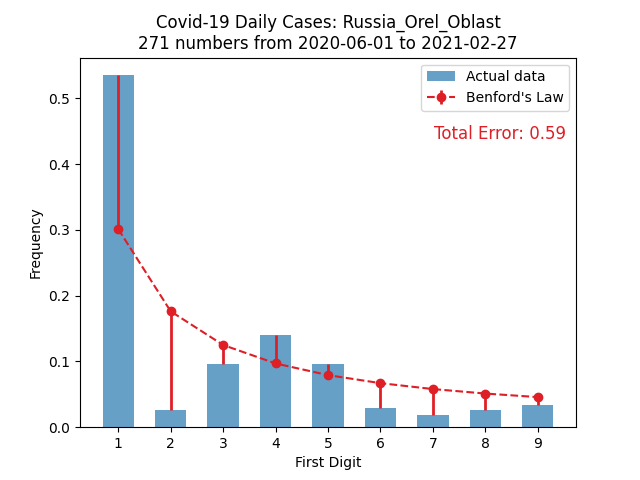 Covid-19 Daily Cases: Russia_Orel_Oblast
271 numbers from 2020-06-01 to 2021-02-27
Actual data
Benford's Law
Total Error: 0.59
Frequency
0.5
0.4
0.3
0.2
0.1
0.0
1 2 3 4 5 6 7 8 9
First Digit